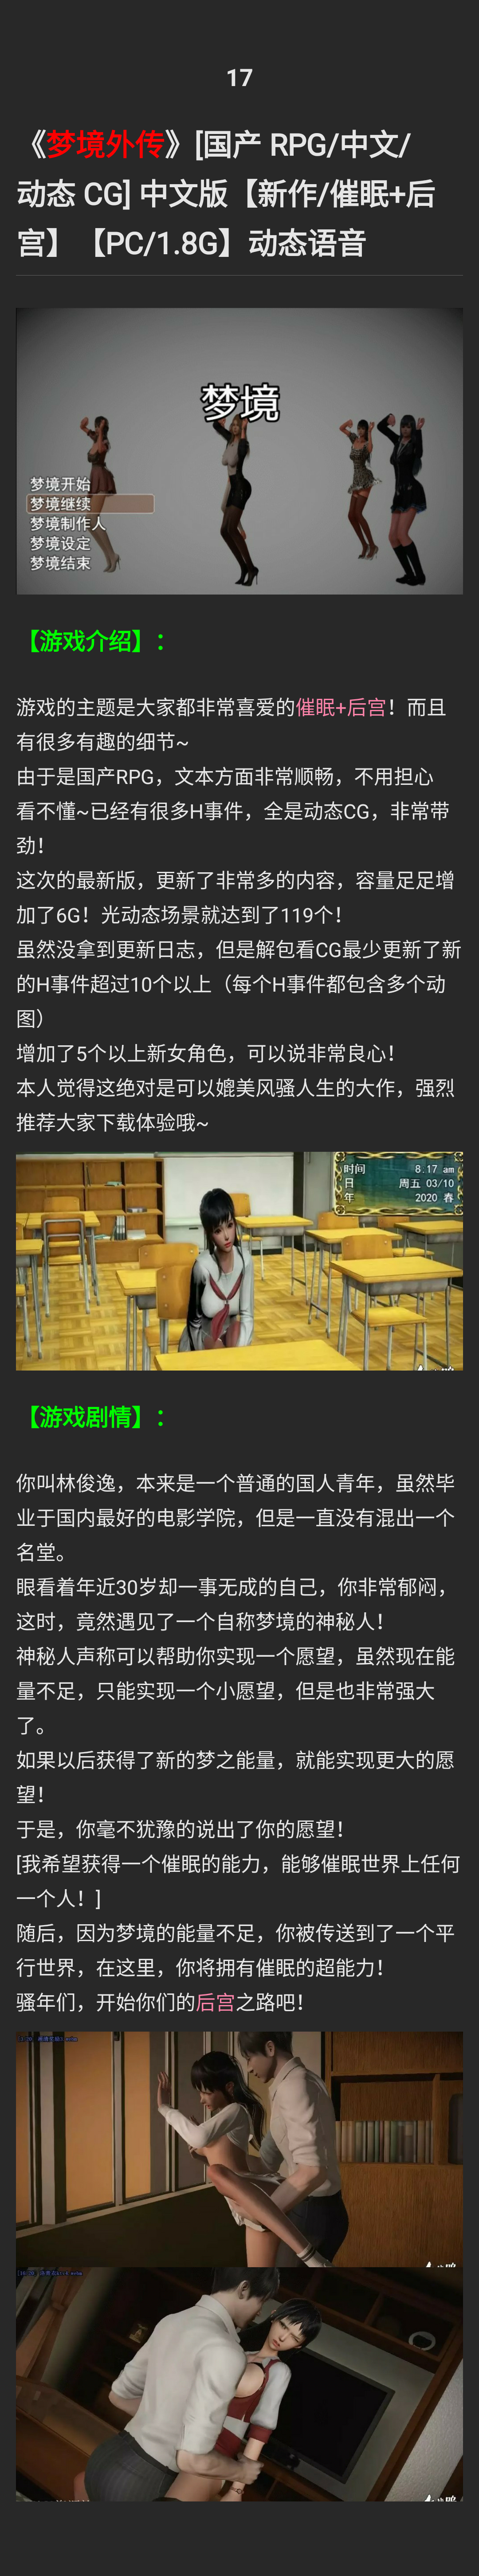 17
《梦境外传》[国产 RPG/中文/
动态 CG] 中文版【新作/催眠+后
宫】【PC/1.8G】动态语音
梦境
梦境开始
梦境继续
梦境制作人
梦境设定
梦境结束
【游戏介绍】：
游戏的主题是大家都非常喜爱的催眠+后宫！而且
有很多有趣的细节~
由于是国产RPG，文本方面非常顺畅，不用担心
看不懂~已经有很多H事件，全是动态CG，非常带
劲！
这次的最新版，更新了非常多的内容，容量足足增
加了6G！光动态场景就达到了119个！
虽然没拿到更新日志，但是解包看CG最少更新了新
的H事件超过10个以上（每个H事件都包含多个动
图）
增加了5个以上新女角色，可以说非常良心！
本人觉得这绝对是可以媲美风骚人生的大作，强烈
推荐大家下载体验哦~
时间 8.17 am
日 周五 03/10
年 2020 春
【游戏剧情】：
你叫林俊逸，本来是一个普通的国人青年，虽然毕
业于国内最好的电影学院，但是一直没有混出一个
名堂。
眼看着年近30岁却一事无成的自己，你非常郁闷，
这时，竟然遇见了一个自称梦境的神秘人！
神秘人声称可以帮助你实现一个愿望，虽然现在能
量不足，只能实现一个小愿望，但是也非常强大
了。
如果以后获得了新的梦之能量，就能实现更大的愿
望！
于是，你毫不犹豫的说出了你的愿望！
[我希望获得一个催眠的能力，能够催眠世界上任何
一个人！]
随后，因为梦境的能量不足，你被传送到了一个平
行世界，在这里，你将拥有催眠的超能力！
骚年们，开始你们的后宫之路吧！